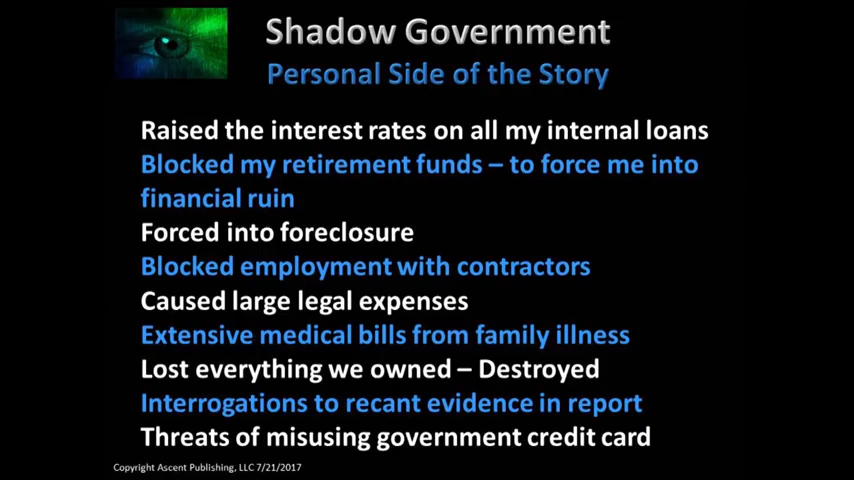 Shadow Government
Personal Side of the Story
Raised the interest rates on all my internal loans
Blocked my retirement funds – to force me into
financial ruin
Forced into foreclosure
Blocked employment with contractors
Caused large legal expenses
Extensive medical bills from family illness
Lost everything we owned – Destroyed
Interrogations to recant evidence in report
Threats of misusing government credit card
Copyright Ascent Publishing, LLC 7/21/2017